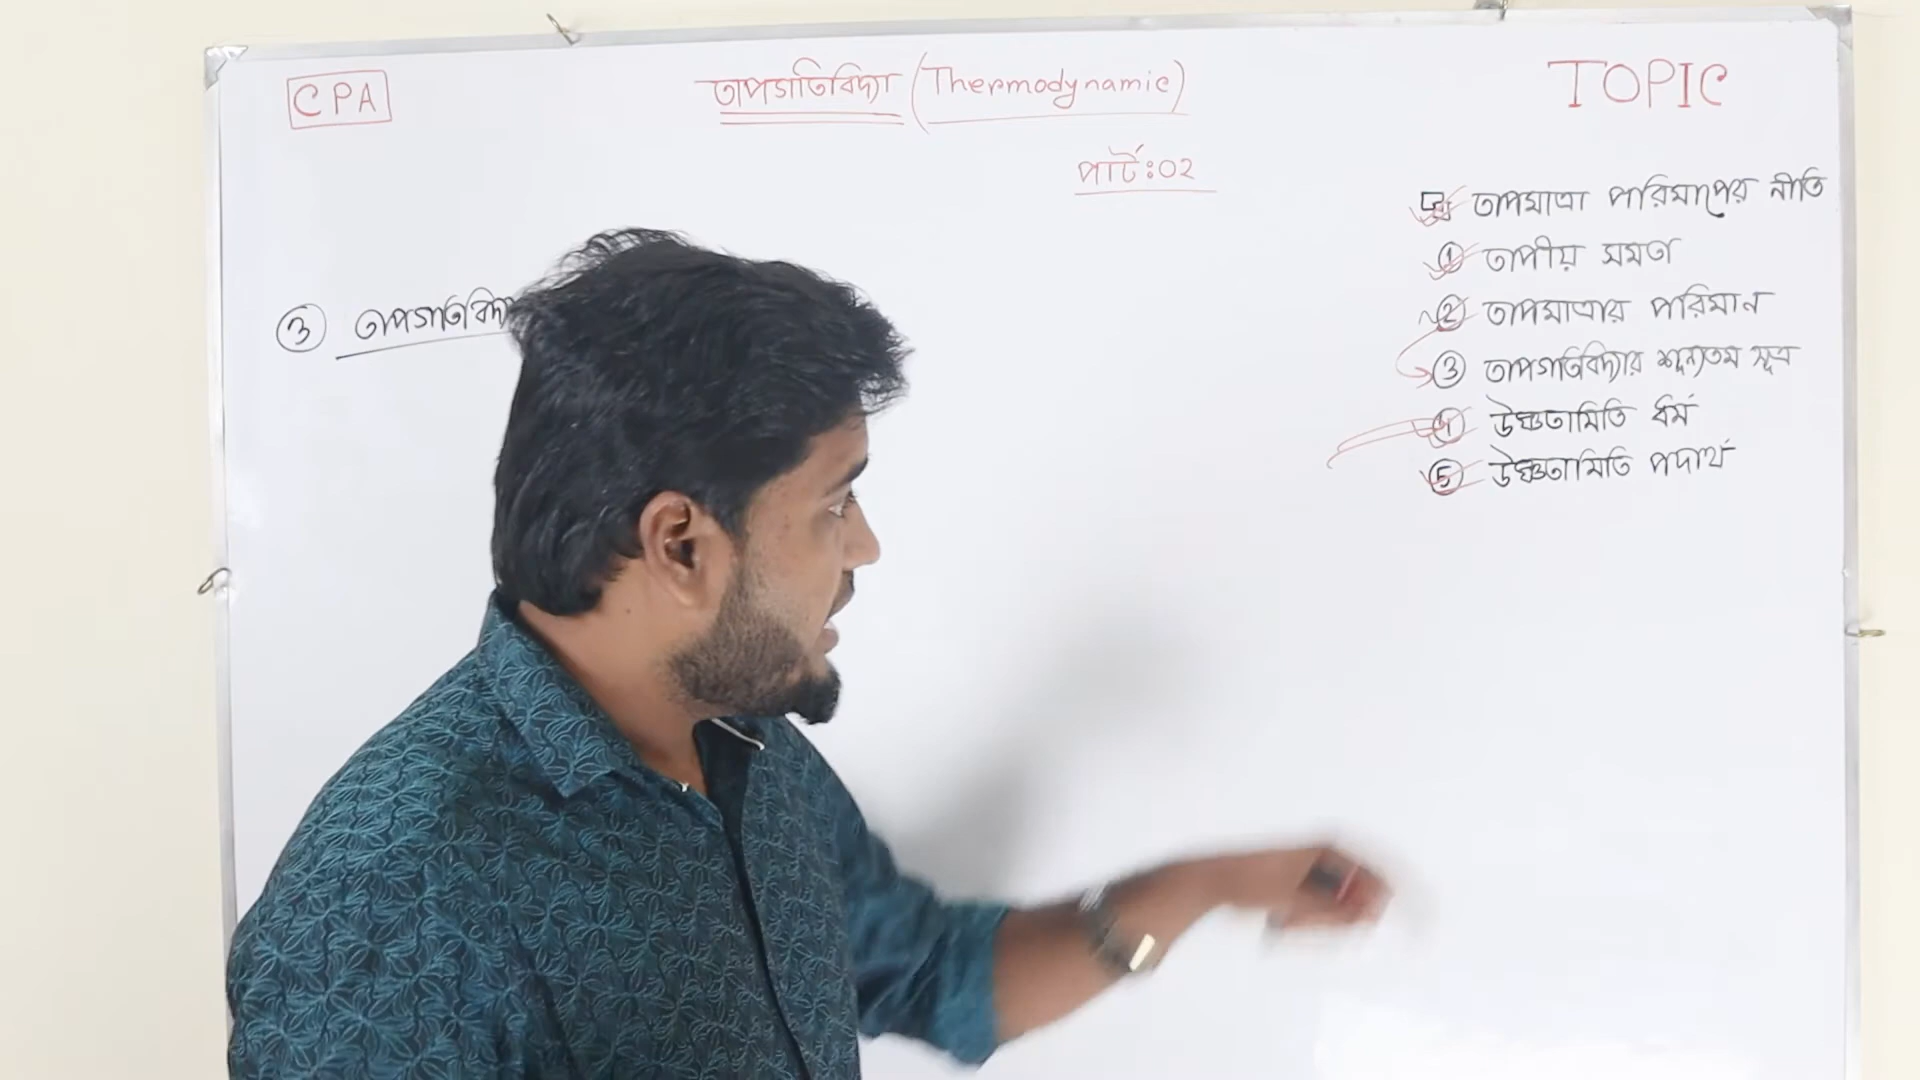 CPA
তাপগতিবিদ্যা (Thermodynamic)
পার্ট:০২
③ তাপগতিবিদ্যা
TOPIC
তাপমাত্রা পরিমাপের নীতি
① তাপীয় সমতা
② তাপমাত্রার পরিমান
③ তাপগতিবিদ্যার শূন্যতম সূত্র
④ উষ্ণতামিতি ধর্ম
⑤ উষ্ণতামিতি পদার্থ